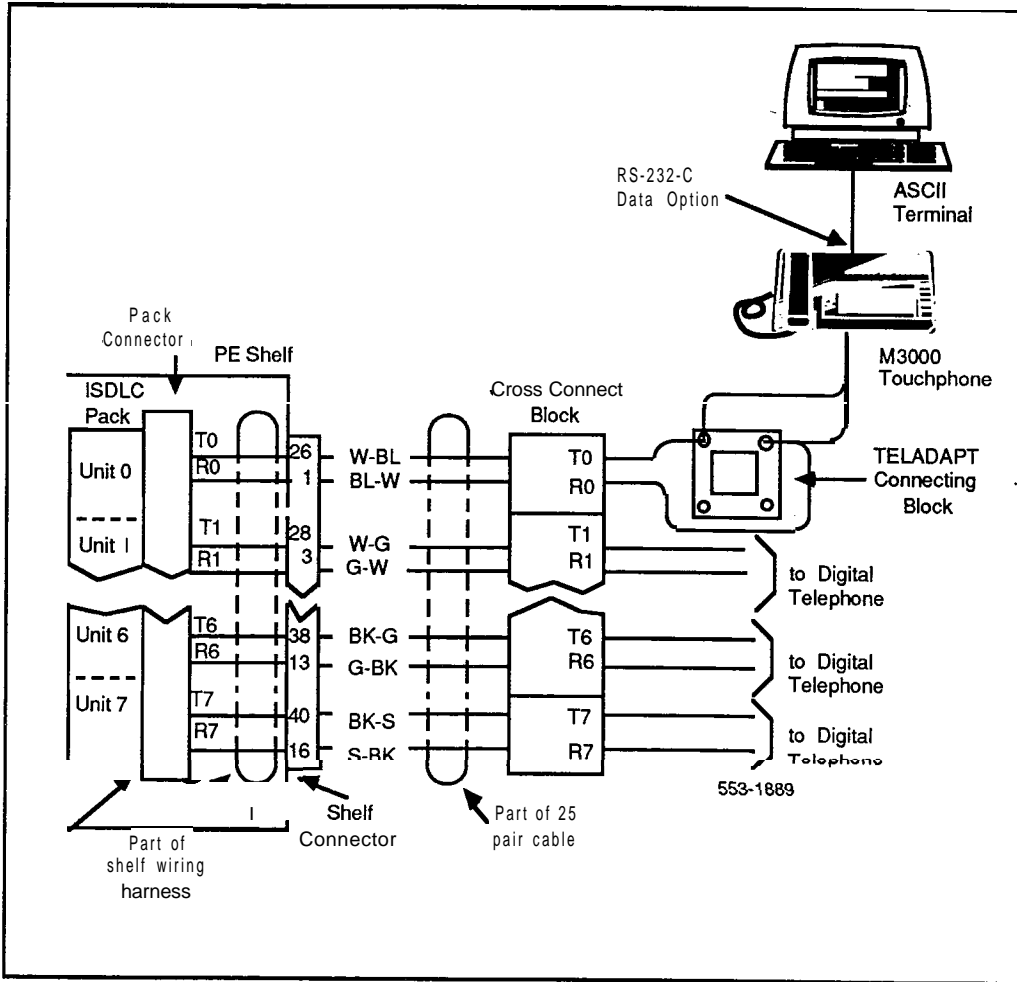 RS-232-C
Data Option
ASCII
Terminal
Pack
Connector
PE Shelf
M3000
Touchphone
ISDLC
Pack
Cross Connect
Block
TELADAPT
Connecting
Block
Unit 0
T0
R0
26
1
W-BL
BL-W
T0
R0
Unit I
T1
R1
28
3
W-G
G-W
T1
R1
to Digital
Telephone
Unit 6
T6
R6
38
13
BK-G
G-BK
T6
R6
to Digital
Telephone
Unit 7
T7
R7
40
16
BK-S
S-BK
T7
R7
to Digital
Telephone
553-1889
Shelf
Connector
Part of 25
pair cable
Part of
shelf wiring
harness